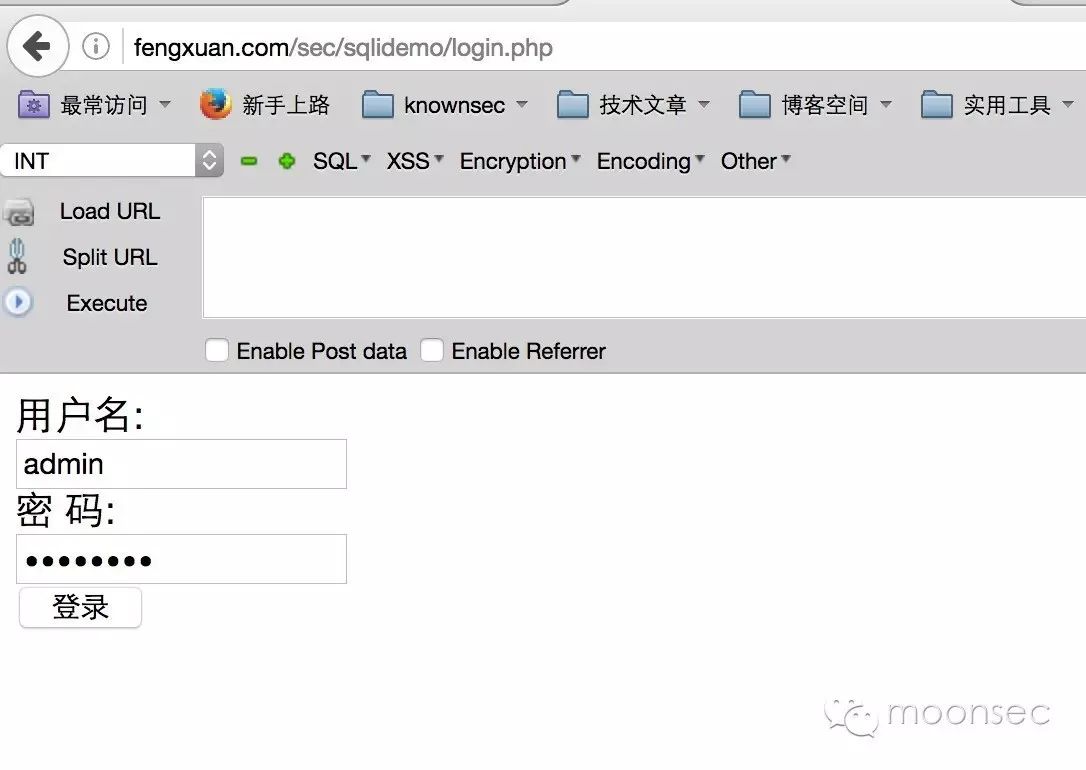 fengxuan.com/sec/sqlidemo/login.php
最常访问 新手上路 knownsec 技术文章 博客空间 实用工具
INT SQL XSS Encryption Encoding Other
Load URL
Split URL
Execute
Enable Post data Enable Referrer
用户名:
admin
密 码:
••••••••
登录
moonsec